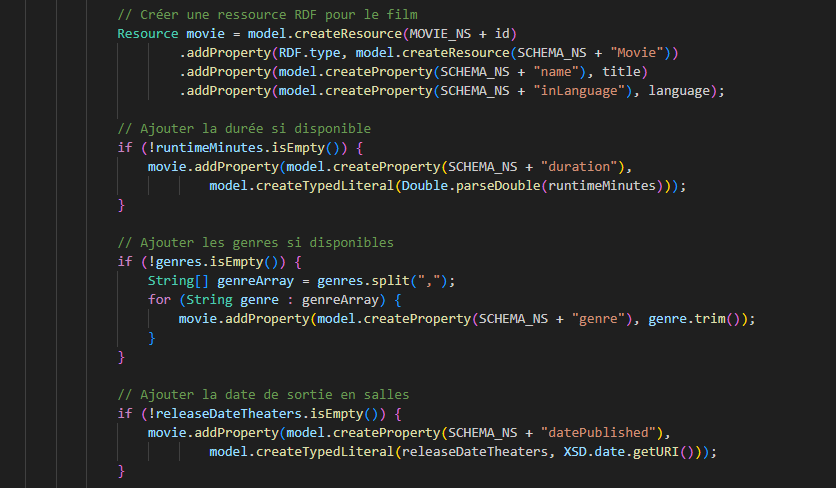 // Créer une ressource RDF pour le film
Resource movie = model.createResource(MOVIE_NS + id)
.addProperty(RDF.type, model.createResource(SCHEMA_NS + "Movie"))
.addProperty(model.createProperty(SCHEMA_NS + "name"), title)
.addProperty(model.createProperty(SCHEMA_NS + "inLanguage"), language);
// Ajouter la durée si disponible
if (!runtimeMinutes.isEmpty()) {
movie.addProperty(model.createProperty(SCHEMA_NS + "duration"),
model.createTypedLiteral(Double.parseDouble(runtimeMinutes)));
}
// Ajouter les genres si disponibles
if (!genres.isEmpty()) {
String[] genreArray = genres.split(",");
for (String genre : genreArray) {
movie.addProperty(model.createProperty(SCHEMA_NS + "genre"), genre.trim());
}
}
// Ajouter la date de sortie en salles
if (!releaseDateTheaters.isEmpty()) {
movie.addProperty(model.createProperty(SCHEMA_NS + "datePublished"),
model.createTypedLiteral(releaseDateTheaters, XSD.date.getURI()));
}